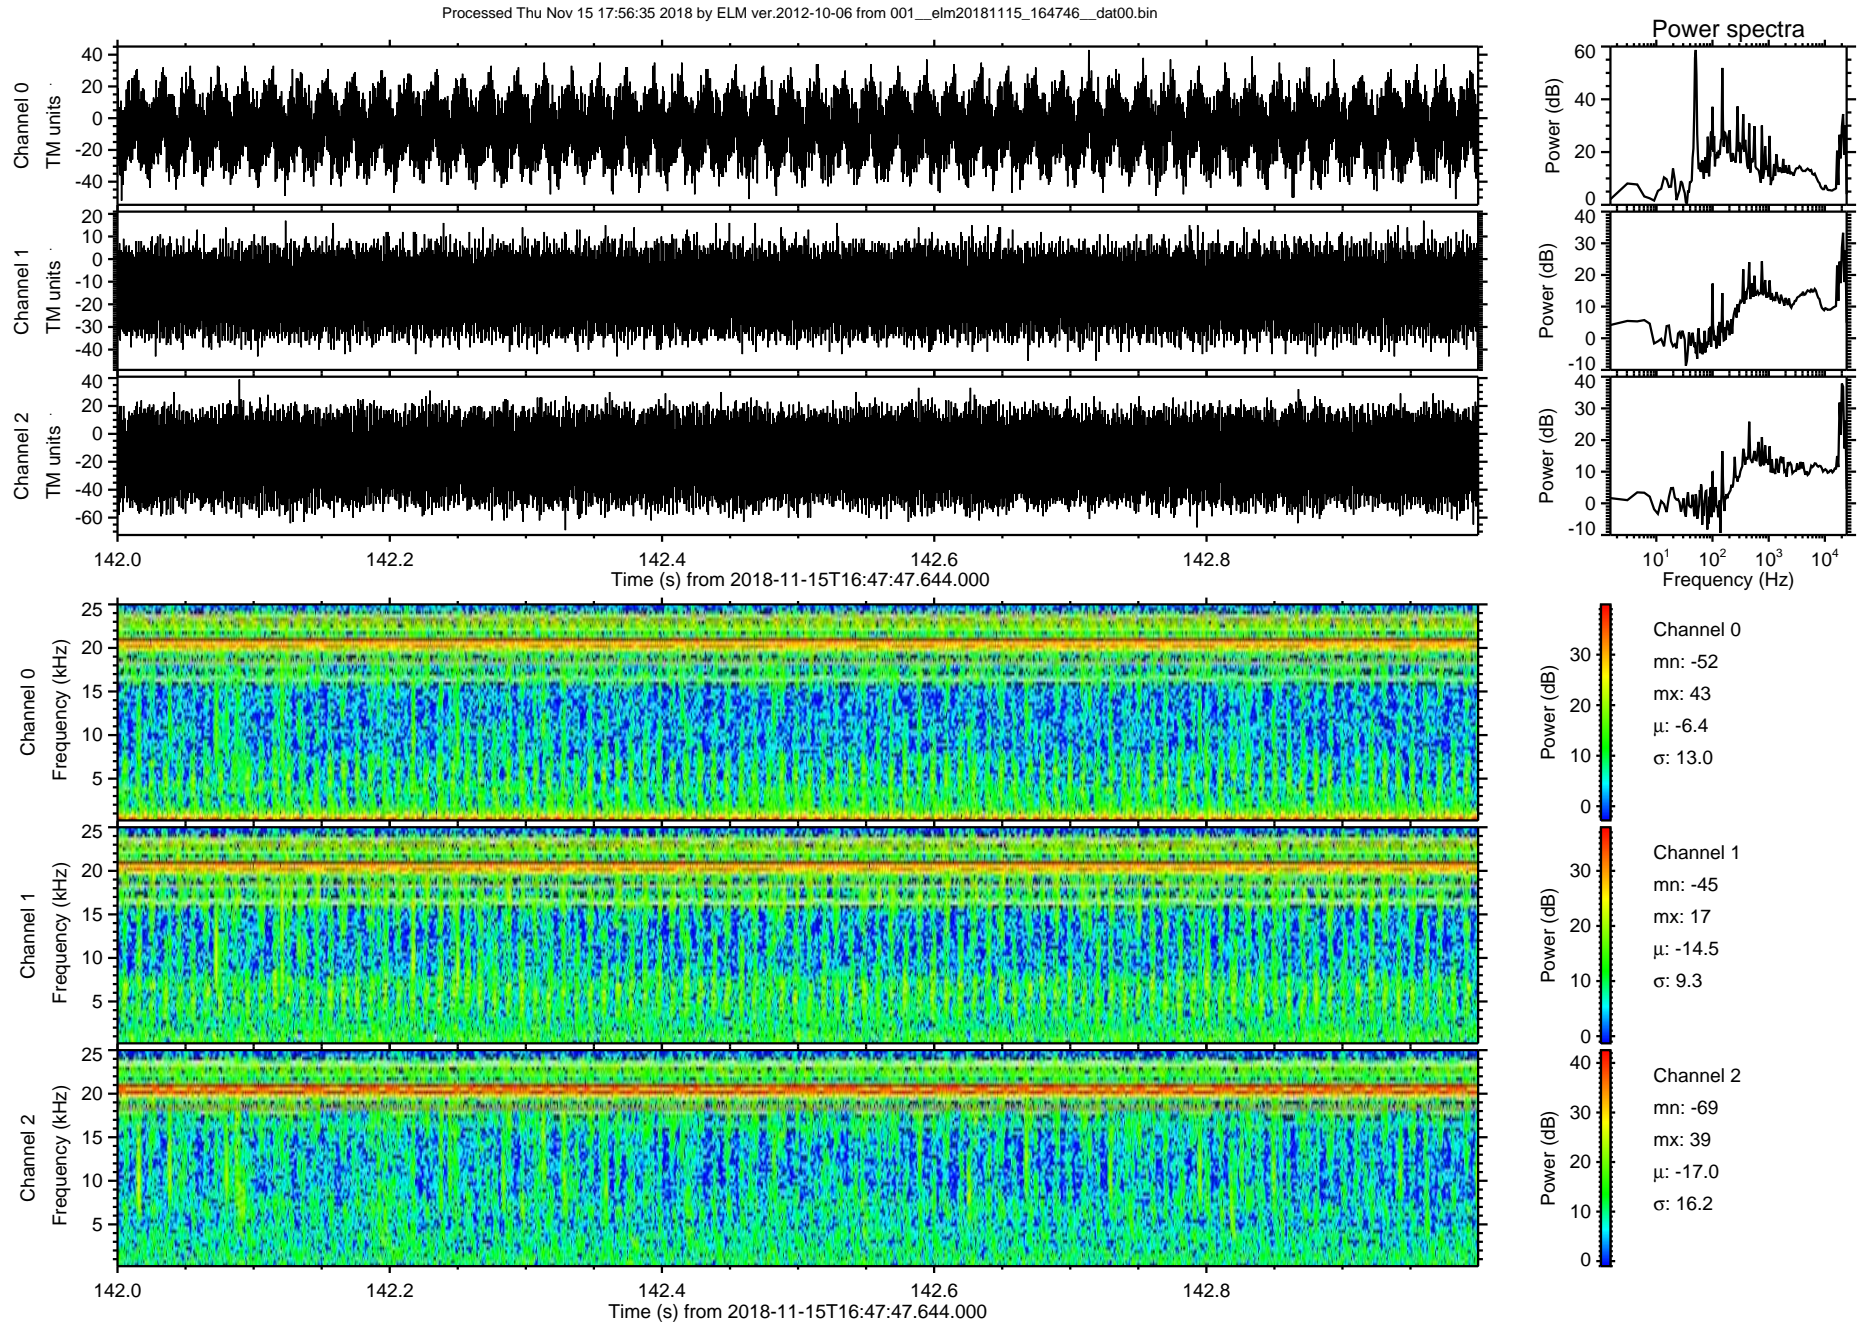 Processed Thu Nov 15 17:56:35 2018 by ELM ver.2012-10-06 from 001__elm20181115_164746__dat00.bin
Power spectra
Channel 0
TM units
40
20
0
-20
-40
Power (dB)
60
40
20
0
Channel 1
TM units
20
10
0
-10
-20
-30
-40
Power (dB)
40
30
20
10
0
-10
Channel 2
TM units
40
20
0
-20
-40
-60
Power (dB)
40
30
20
10
0
-10
142.0 142.2 142.4 142.6 142.8
Time (s) from 2018-11-15T16:47:47.644.000
10^1 10^2 10^3 10^4
Frequency (Hz)
Channel 0
Frequency (kHz)
25
20
15
10
5
Power (dB)
30
20
10
0
Channel 0
mn: -52
mx: 43
μ: -6.4
σ: 13.0
Channel 1
Frequency (kHz)
25
20
15
10
5
Power (dB)
30
20
10
0
Channel 1
mn: -45
mx: 17
μ: -14.5
σ: 9.3
Channel 2
Frequency (kHz)
25
20
15
10
5
Power (dB)
40
30
20
10
0
Channel 2
mn: -69
mx: 39
μ: -17.0
σ: 16.2
142.0 142.2 142.4 142.6 142.8
Time (s) from 2018-11-15T16:47:47.644.000